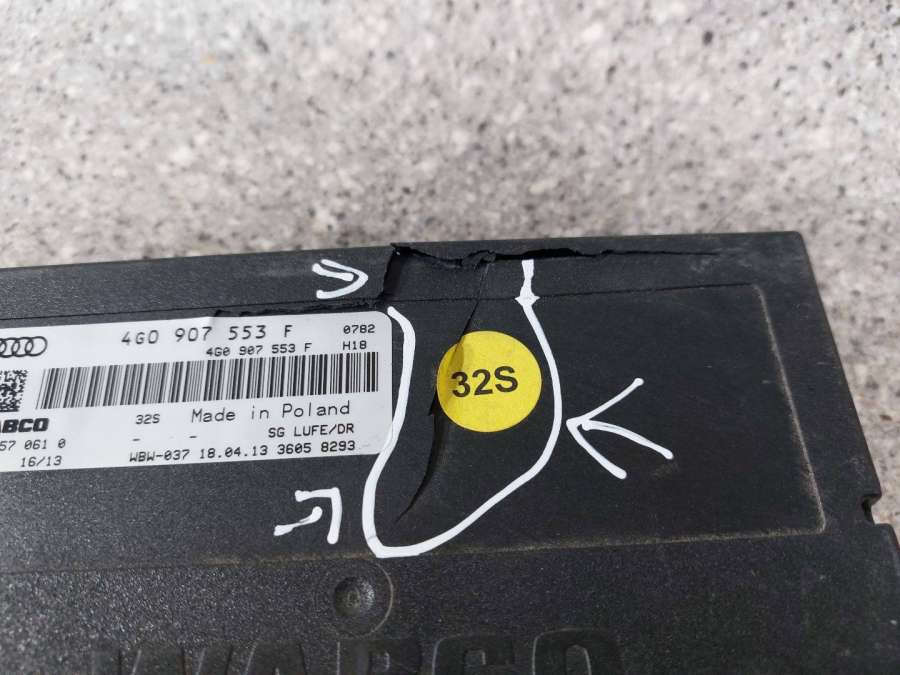 4G0 907 553 F 0782
4G0 907 553 F H18
32S Made in Poland
- - -
SG LUFE/DR
57 061 0
16/13
WBW-037 18.04.13 3605 8293
32S
WABCO